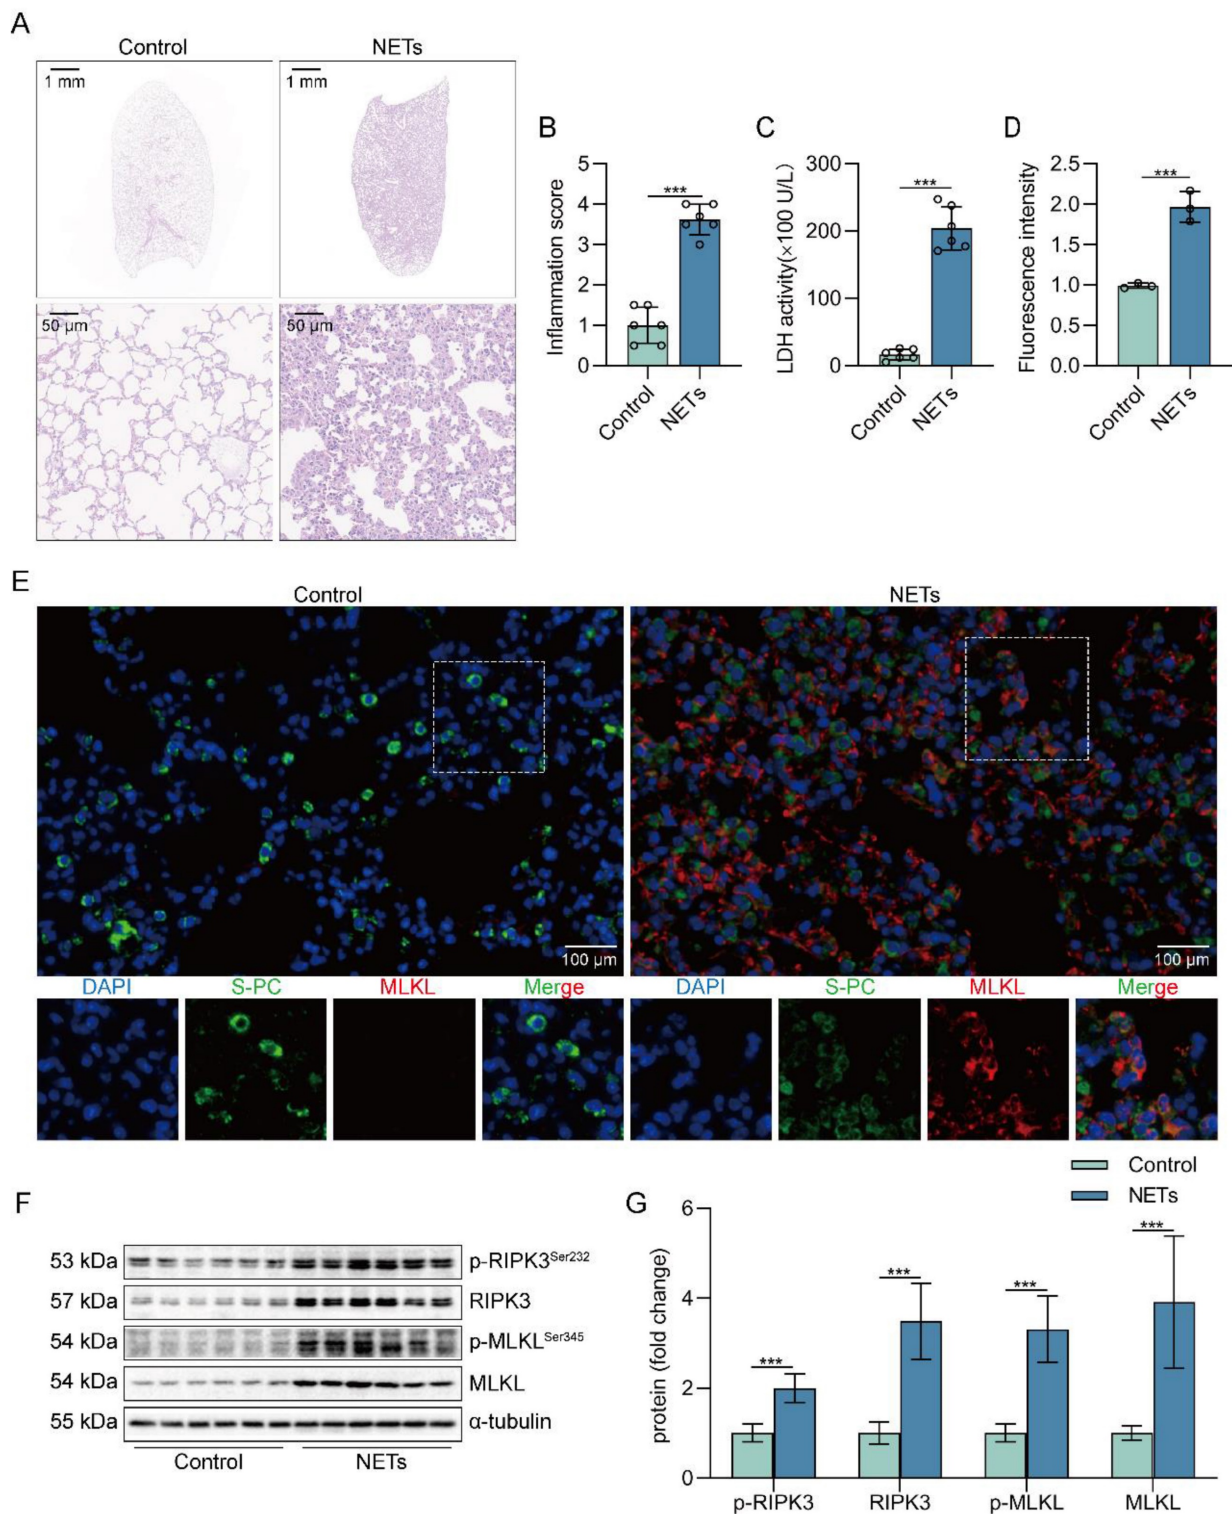 A
Control
NETs
1 mm
1 mm
50 μm
50 μm
B
Inflammation score
5
4
3
2
1
0
***
Control
NETs
C
LDH activity(×100 U/L)
300
200
100
0
***
Control
NETs
D
Fluorescence intensity
2.5
2.0
1.5
1.0
0.5
0.0
***
Control
NETs
E
Control
NETs
100 μm
100 μm
DAPI
S-PC
MLKL
Merge
DAPI
S-PC
MLKL
Merge
F
53 kDa
p-RIPK3Ser232
57 kDa
RIPK3
54 kDa
p-MLKLSer345
54 kDa
MLKL
55 kDa
α-tubulin
Control
NETs
G
Control
NETs
protein (fold change)
6
4
2
0
***
***
***
***
p-RIPK3
RIPK3
p-MLKL
MLKL